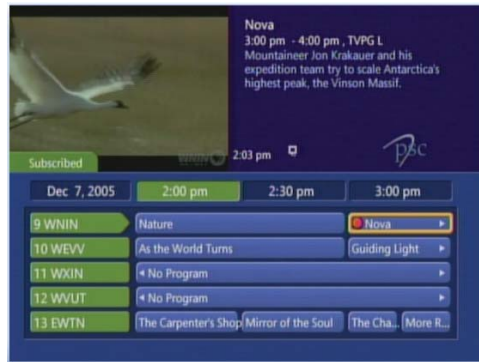 Nova
3:00 pm - 4:00 pm , TVPG L
Mountaineer Jon Krakauer and his
expedition team try to scale Antarctica's
highest peak, the Vinson Massif.
WNIN
2:03 pm
psc
Subscribed
Dec 7, 2005 2:00 pm 2:30 pm 3:00 pm
9 WNIN Nature Nova
10 WEVV As the World Turns Guiding Light
11 WXIN No Program
12 WVUT No Program
13 EWTN The Carpenter's Shop Mirror of the Soul The Cha... More R...